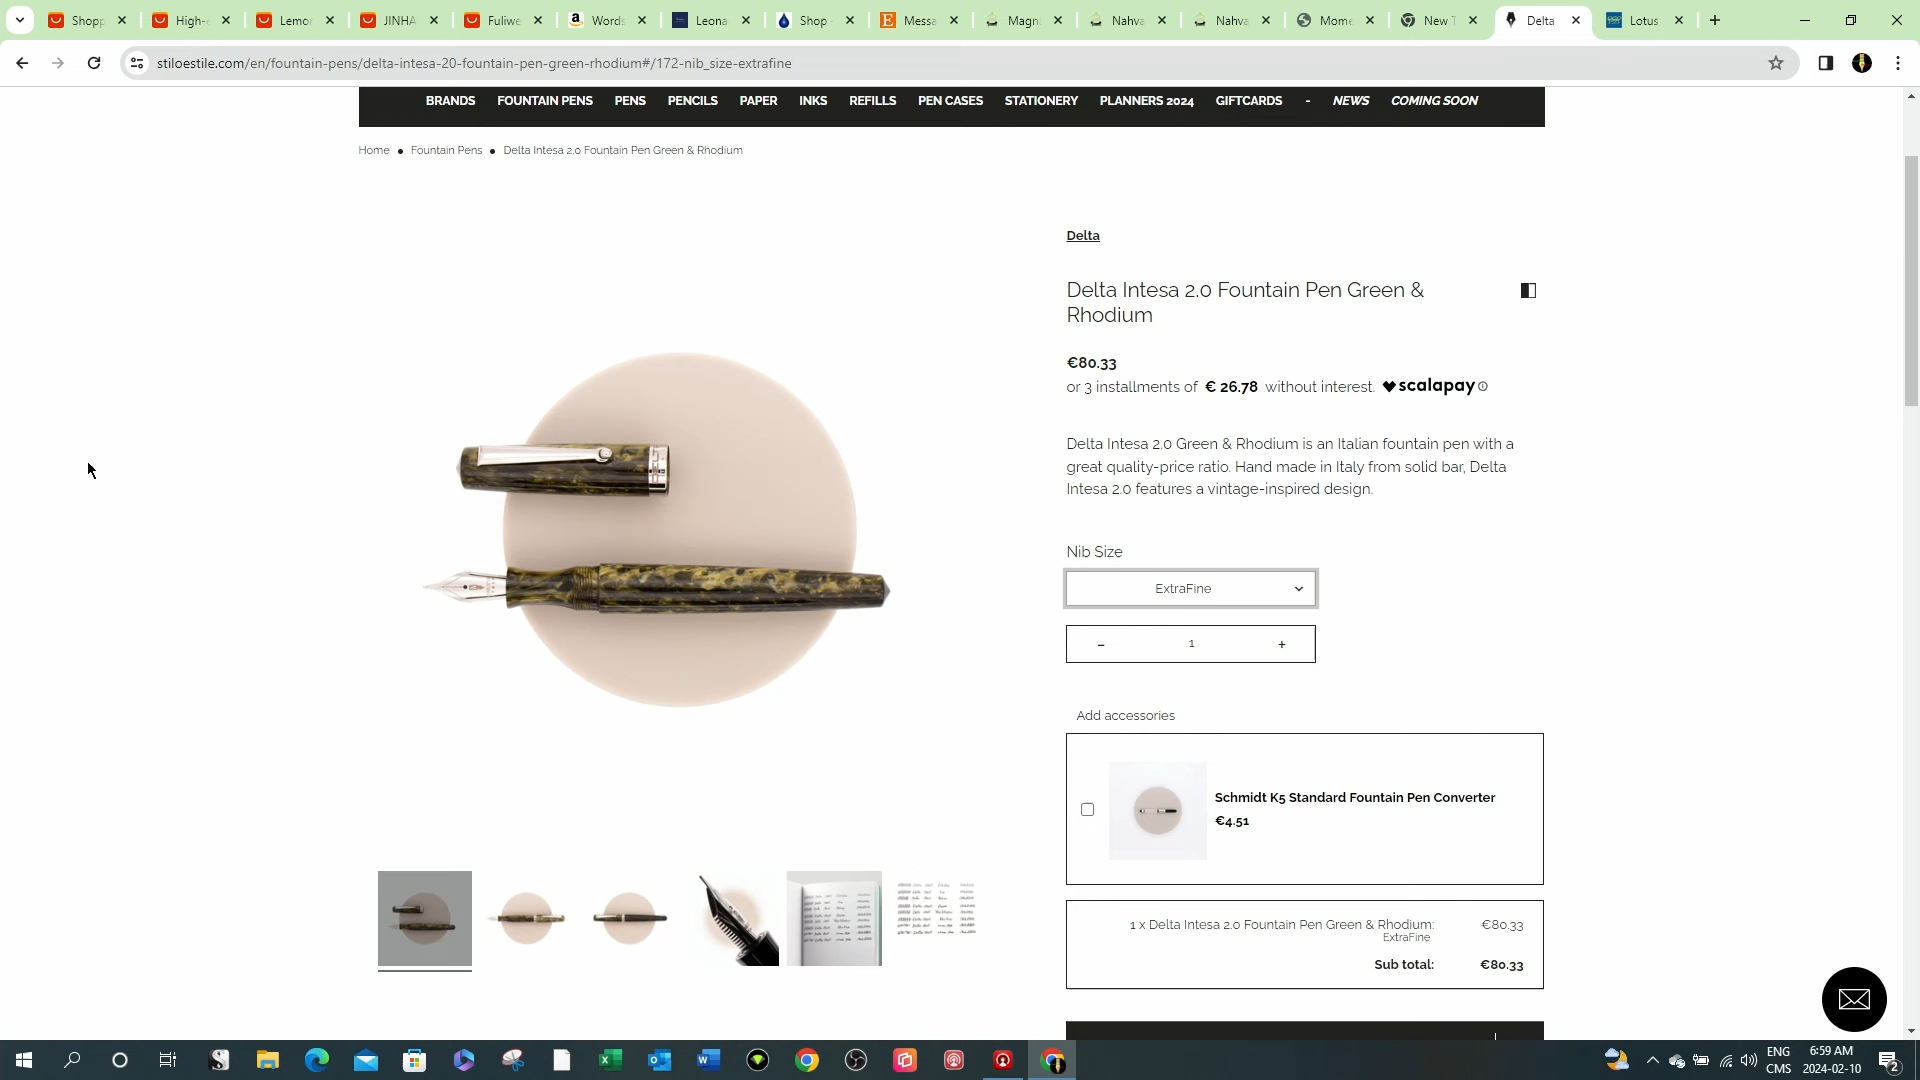 Shopp
High-c
Lemo
JINHA
Fuliwe
Words
Leona
Shop
Messa
Magn
Nahva
Nahva
Mome
New T
Delta
Lotus
stiloestile.com/en/fountain-pens/delta-intesa-20-fountain-pen-green-rhodium#/172-nib_size-extrafine
BRANDS FOUNTAIN PENS PENS PENCILS PAPER INKS REFILLS PEN CASES STATIONERY PLANNERS 2024 GIFTCARDS - NEWS COMING SOON
Home • Fountain Pens • Delta Intesa 2.0 Fountain Pen Green & Rhodium
Delta
Delta Intesa 2.0 Fountain Pen Green &
Rhodium
€80.33
or 3 installments of € 26.78 without interest. scalapay
Delta Intesa 2.0 Green & Rhodium is an Italian fountain pen with a
great quality-price ratio. Hand made in Italy from solid bar, Delta
Intesa 2.0 features a vintage-inspired design.
Nib Size
ExtraFine
- 1 +
Add accessories
Schmidt K5 Standard Fountain Pen Converter
€4.51
1 x Delta Intesa 2.0 Fountain Pen Green & Rhodium: €80.33
ExtraFine
Sub total: €80.33
ENG
CMS
6:59 AM
2024-02-10
2